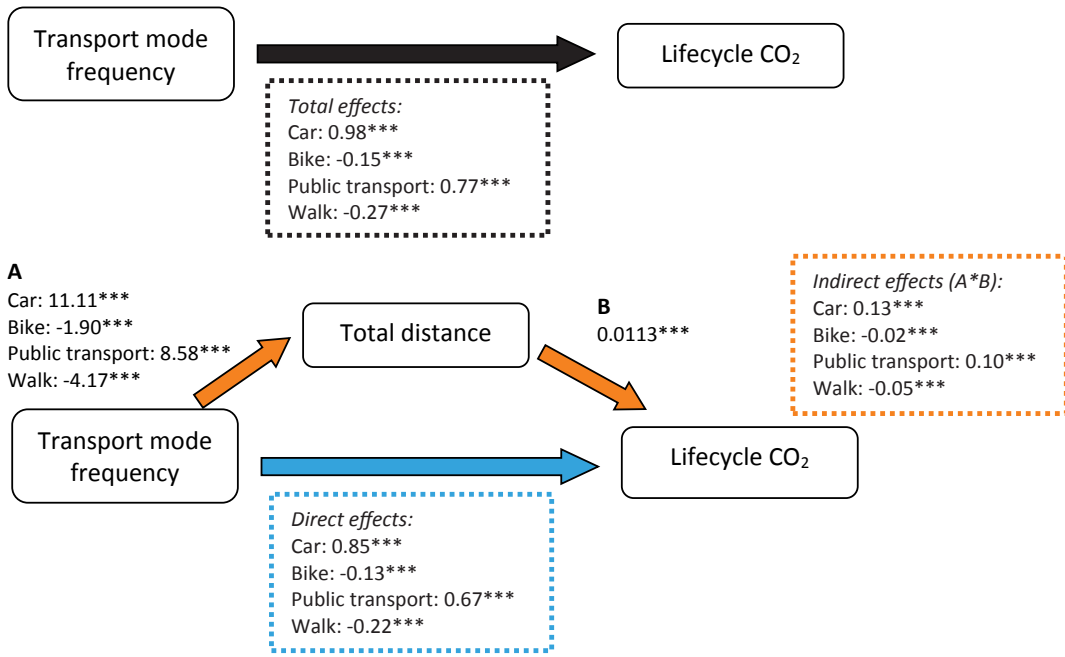 Transport mode
frequency
Lifecycle CO₂
Total effects:
Car: 0.98***
Bike: -0.15***
Public transport: 0.77***
Walk: -0.27***
A
Car: 11.11***
Bike: -1.90***
Public transport: 8.58***
Walk: -4.17***
Total distance
B
0.0113***
Indirect effects (A*B):
Car: 0.13***
Bike: -0.02***
Public transport: 0.10***
Walk: -0.05***
Transport mode
frequency
Lifecycle CO₂
Direct effects:
Car: 0.85***
Bike: -0.13***
Public transport: 0.67***
Walk: -0.22***